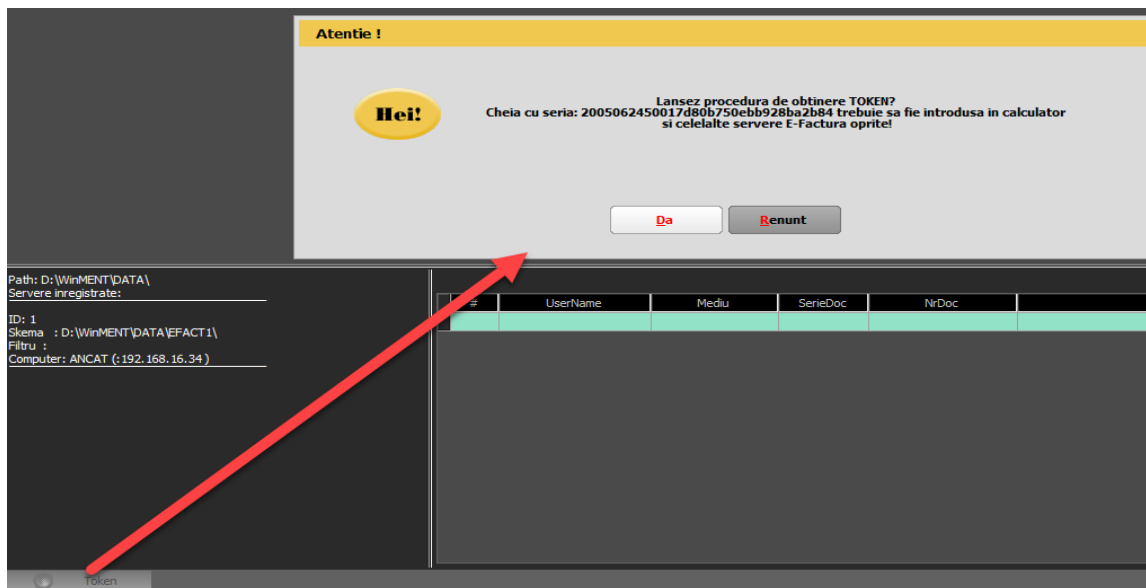 Atentie !
Hei!
Lansez procedura de obtinere TOKEN?
Cheia cu seria: 2005062450017d80b750ebb928ba2b84 trebuie sa fie introdusa in calculator
si celelalte servere E-Factura oprite!
Da
Renunt
Path: D:\WinMENT\DATA\
Servere inregistrate:
ID: 1
Skema : D:\WinMENT\DATA\EFACT1\
Filtru :
Computer: ANCAT (:192.168.16.34 )
# UserName Mediu SerieDoc NrDoc
Token